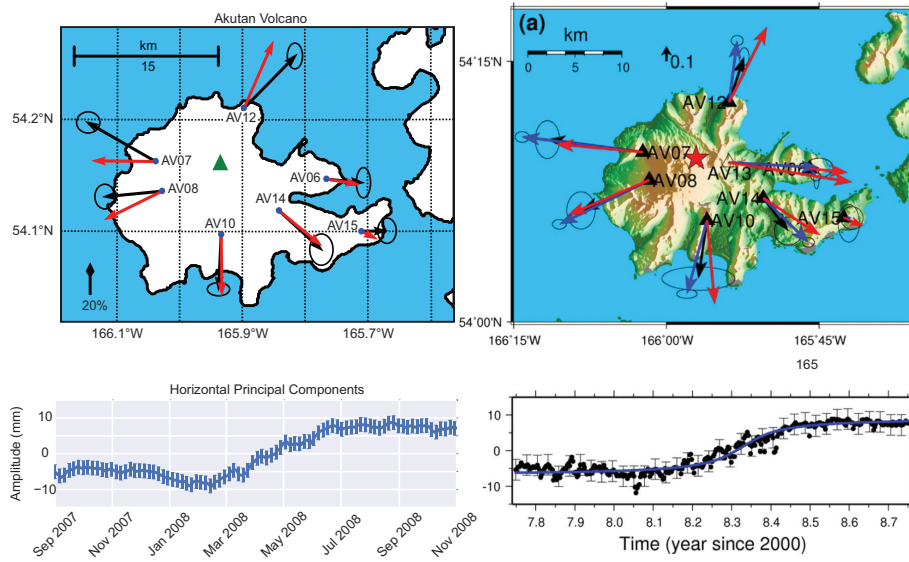 Akutan Volcano
km
15
AV12
AV07
AV08
AV06
AV14
AV10
AV15
20%
54.2°N
54.1°N
166.1°W 165.9°W 165.7°W
(a)
km
0 5 10
0.1
AV12
AV07
AV08
AV13
AV14
AV10
AV15
54°15'N
54°00'N
166°15'W 166°00'W 165°45'W
165
Horizontal Principal Components
Amplitude (mm)
10
0
−10
Sep 2007 Nov 2007 Jan 2008 Mar 2008 May 2008 Jul 2008 Sep 2008 Nov 2008
10
0
-10
7.8 7.9 8.0 8.1 8.2 8.3 8.4 8.5 8.6 8.7
Time (year since 2000)